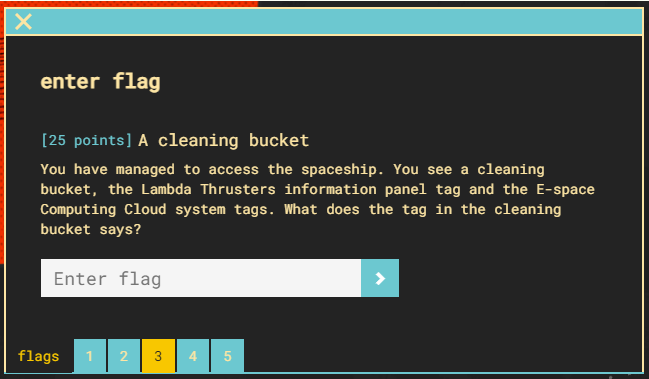 enter flag
[25 points] A cleaning bucket
You have managed to access the spaceship. You see a cleaning
bucket, the Lambda Thrusters information panel tag and the E-space
Computing Cloud system tags. What does the tag in the cleaning
bucket says?
Enter flag
flags 1 2 3 4 5